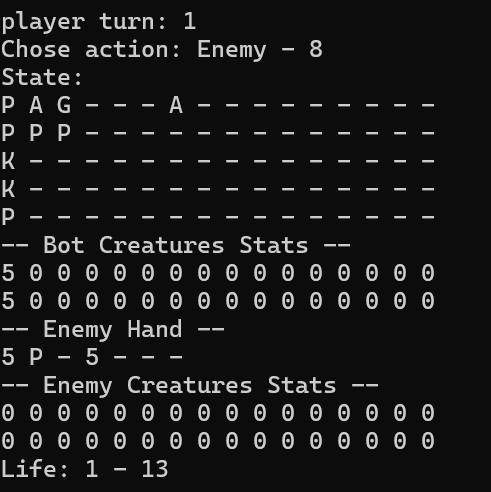 player turn: 1
Chose action: Enemy - 8
State:
P A G - - - A - - - - - - - - -
P P P - - - - - - - - - - - - -
K - - - - - - - - - - - - - - -
K - - - - - - - - - - - - - - -
P - - - - - - - - - - - - - - -
-- Bot Creatures Stats --
5 0 0 0 0 0 0 0 0 0 0 0 0 0 0 0
5 0 0 0 0 0 0 0 0 0 0 0 0 0 0 0
-- Enemy Hand --
5 P - 5 - - -
-- Enemy Creatures Stats --
0 0 0 0 0 0 0 0 0 0 0 0 0 0 0 0
0 0 0 0 0 0 0 0 0 0 0 0 0 0 0 0
Life: 1 - 13